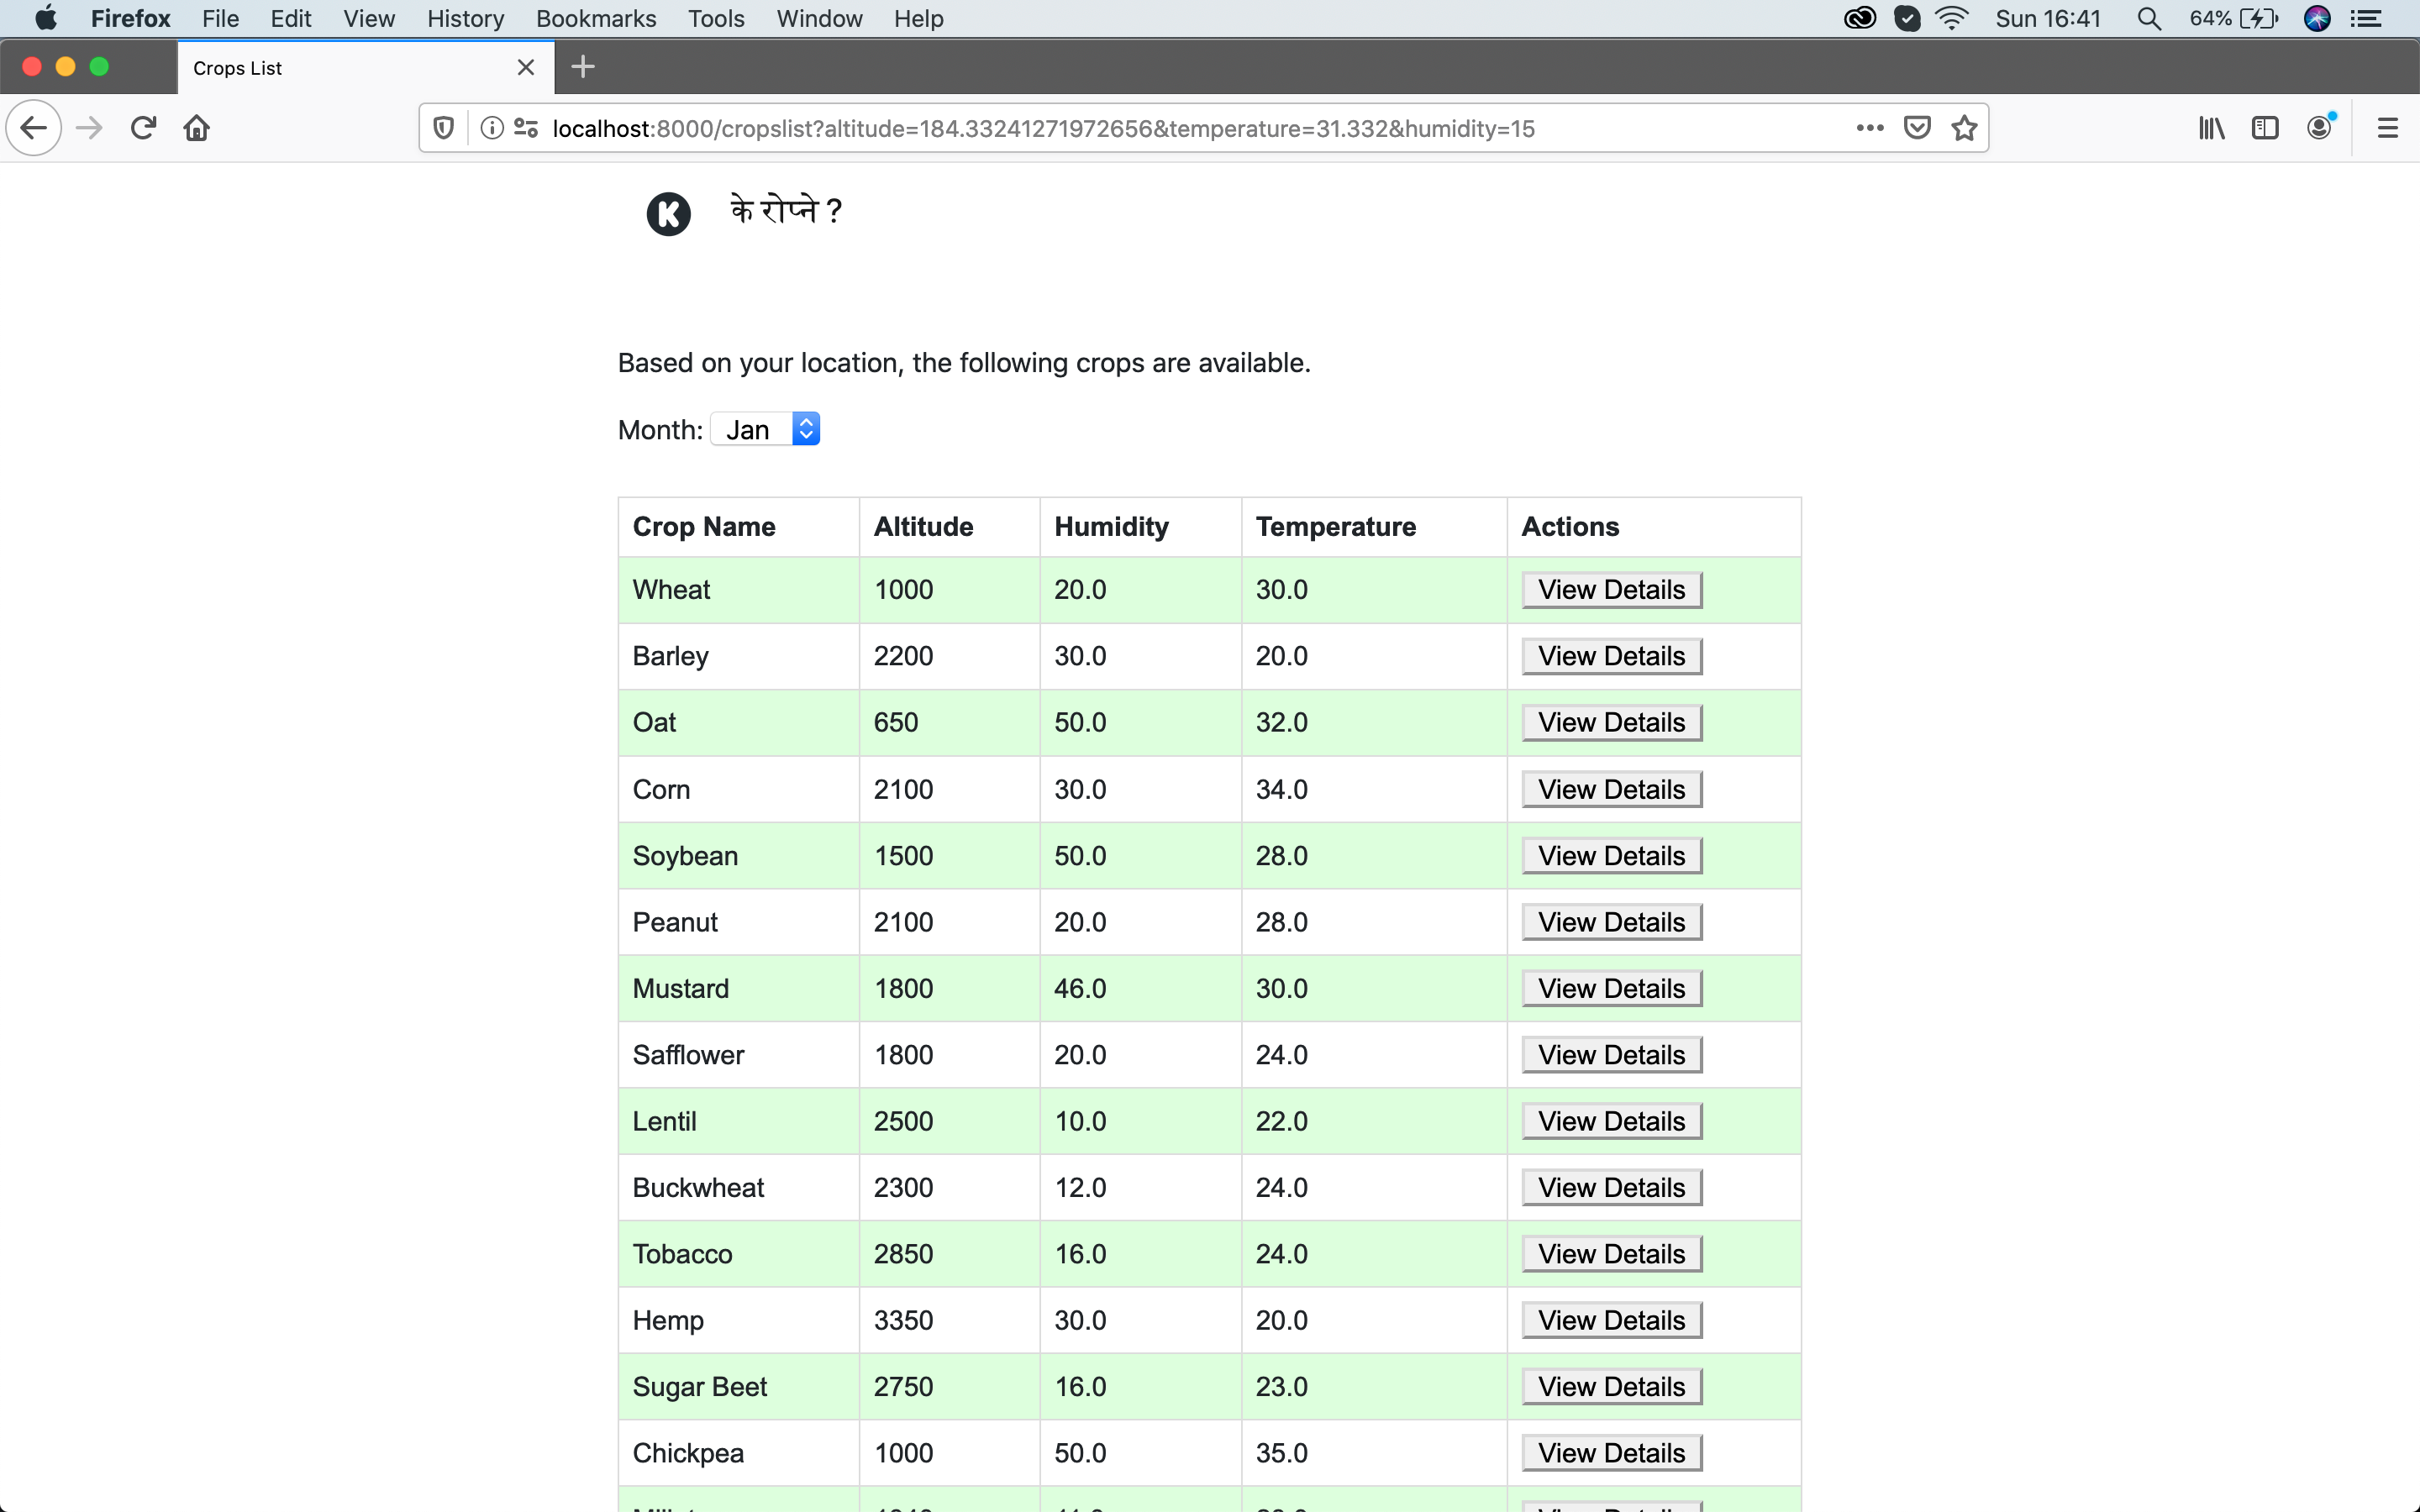 Firefox File Edit View History Bookmarks Tools Window Help Sun 16:41 64%
Crops List
localhost:8000/cropslist?altitude=184.33241271972656&temperature=31.332&humidity=15
K के रोप्ने ?
Based on your location, the following crops are available.
Month: Jan
Crop Name Altitude Humidity Temperature Actions
Wheat 1000 20.0 30.0 View Details
Barley 2200 30.0 20.0 View Details
Oat 650 50.0 32.0 View Details
Corn 2100 30.0 34.0 View Details
Soybean 1500 50.0 28.0 View Details
Peanut 2100 20.0 28.0 View Details
Mustard 1800 46.0 30.0 View Details
Safflower 1800 20.0 24.0 View Details
Lentil 2500 10.0 22.0 View Details
Buckwheat 2300 12.0 24.0 View Details
Tobacco 2850 16.0 24.0 View Details
Hemp 3350 30.0 20.0 View Details
Sugar Beet 2750 16.0 23.0 View Details
Chickpea 1000 50.0 35.0 View Details